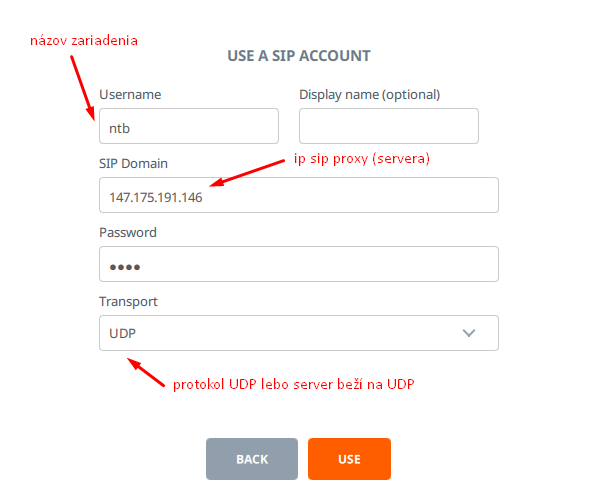 názov zariadenia
USE A SIP ACCOUNT
Username
Display name (optional)
ntb
ip sip proxy (servera)
SIP Domain
147.175.191.146
Password
●●●●
Transport
UDP
protokol UDP lebo server beží na UDP
BACK
USE